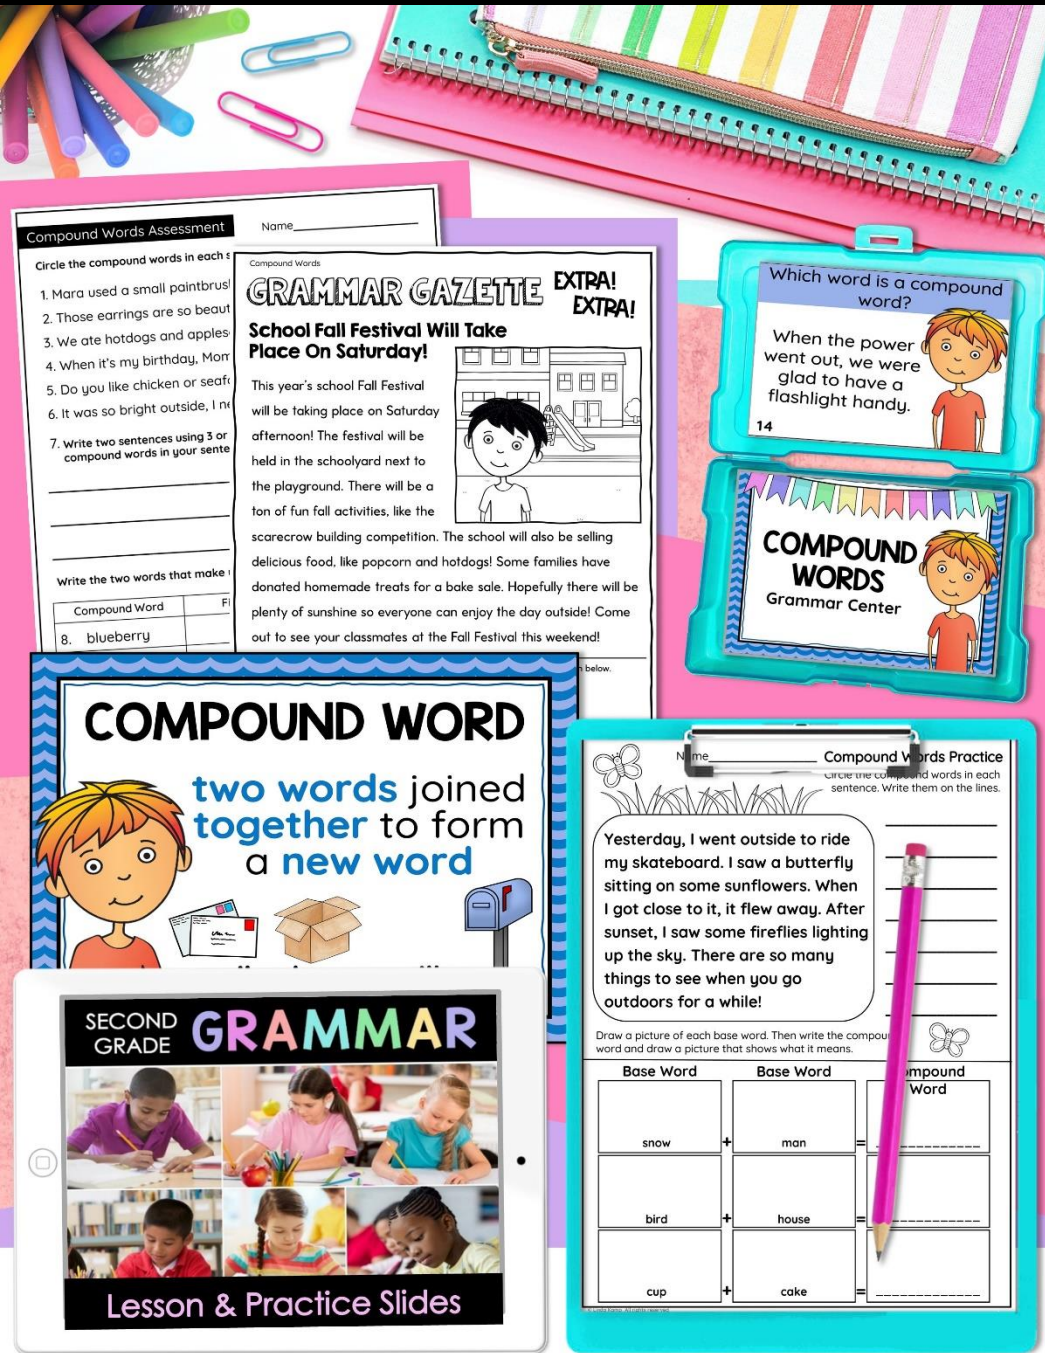 Compound Words Assessment
Name
Circle the compound words in each
1. Mara used a small
2. Those earrings are so
3. We ate hotdogs and
4. When it's my birthday,
5. Do you like chicken or
6. It was so bright outside, I
7. Write two sentences using 3 or
compound words in your
Write the two words that make
Compound Word
8. blueberry
Compound Words
GRAMMAR GAZETTE
EXTRA!
EXTRA!
School Fall Festival Will Take
Place On Saturday!
This year's school Fall Festival
will be taking place on Saturday
afternoon! The festival will be
held in the schoolyard next to
the playground. There will be a
ton of fun fall activities, like the
scarecrow building competition. The school will also be selling
delicious food, like popcorn and hotdogs! Some families have
donated homemade treats for a bake sale. Hopefully there will be
plenty of sunshine so everyone can enjoy the day outside! Come
out to see your classmates at the Fall Festival this weekend!
below.
Which word is a compound
word?
When the power
went out, we were
glad to have a
flashlight handy.
14
COMPOUND
WORDS
Grammar Center
COMPOUND WORD
two words joined
together to form
a new word
SECOND
GRADE
GRAMMAR
Lesson & Practice Slides
Name
Compound Words Practice
Circle the compound words in each
sentence. Write them on the lines.
Yesterday, I went outside to ride
my skateboard. I saw a butterfly
sitting on some sunflowers. When
I got close to it, it flew away. After
sunset, I saw some fireflies lighting
up the sky. There are so many
things to see when you go
outdoors for a while!
Draw a picture of each base word. Then write the
word and draw a picture that shows what it means.
Base Word
Base Word
Word
snow + man =
bird + house =
cup + cake =
© Linda Kamp. All rights reserved.